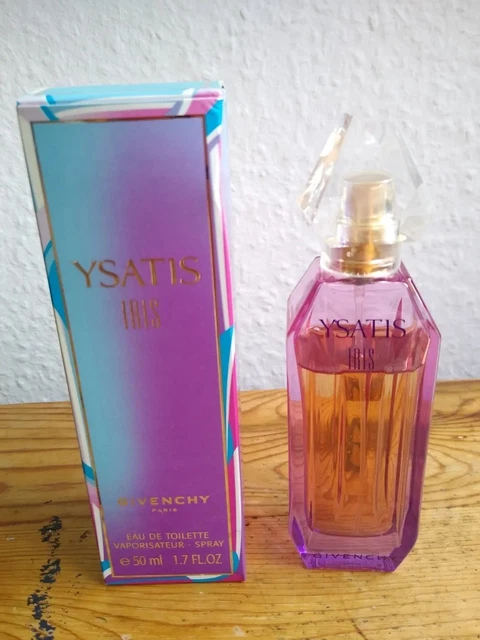 YSATIS
IRIS
GIVENCHY
PARIS
EAU DE TOILETTE
VAPORISATEUR - SPRAY
℮ 50 ml 1.7 FL.OZ
YSATIS
IRIS
GIVENCHY